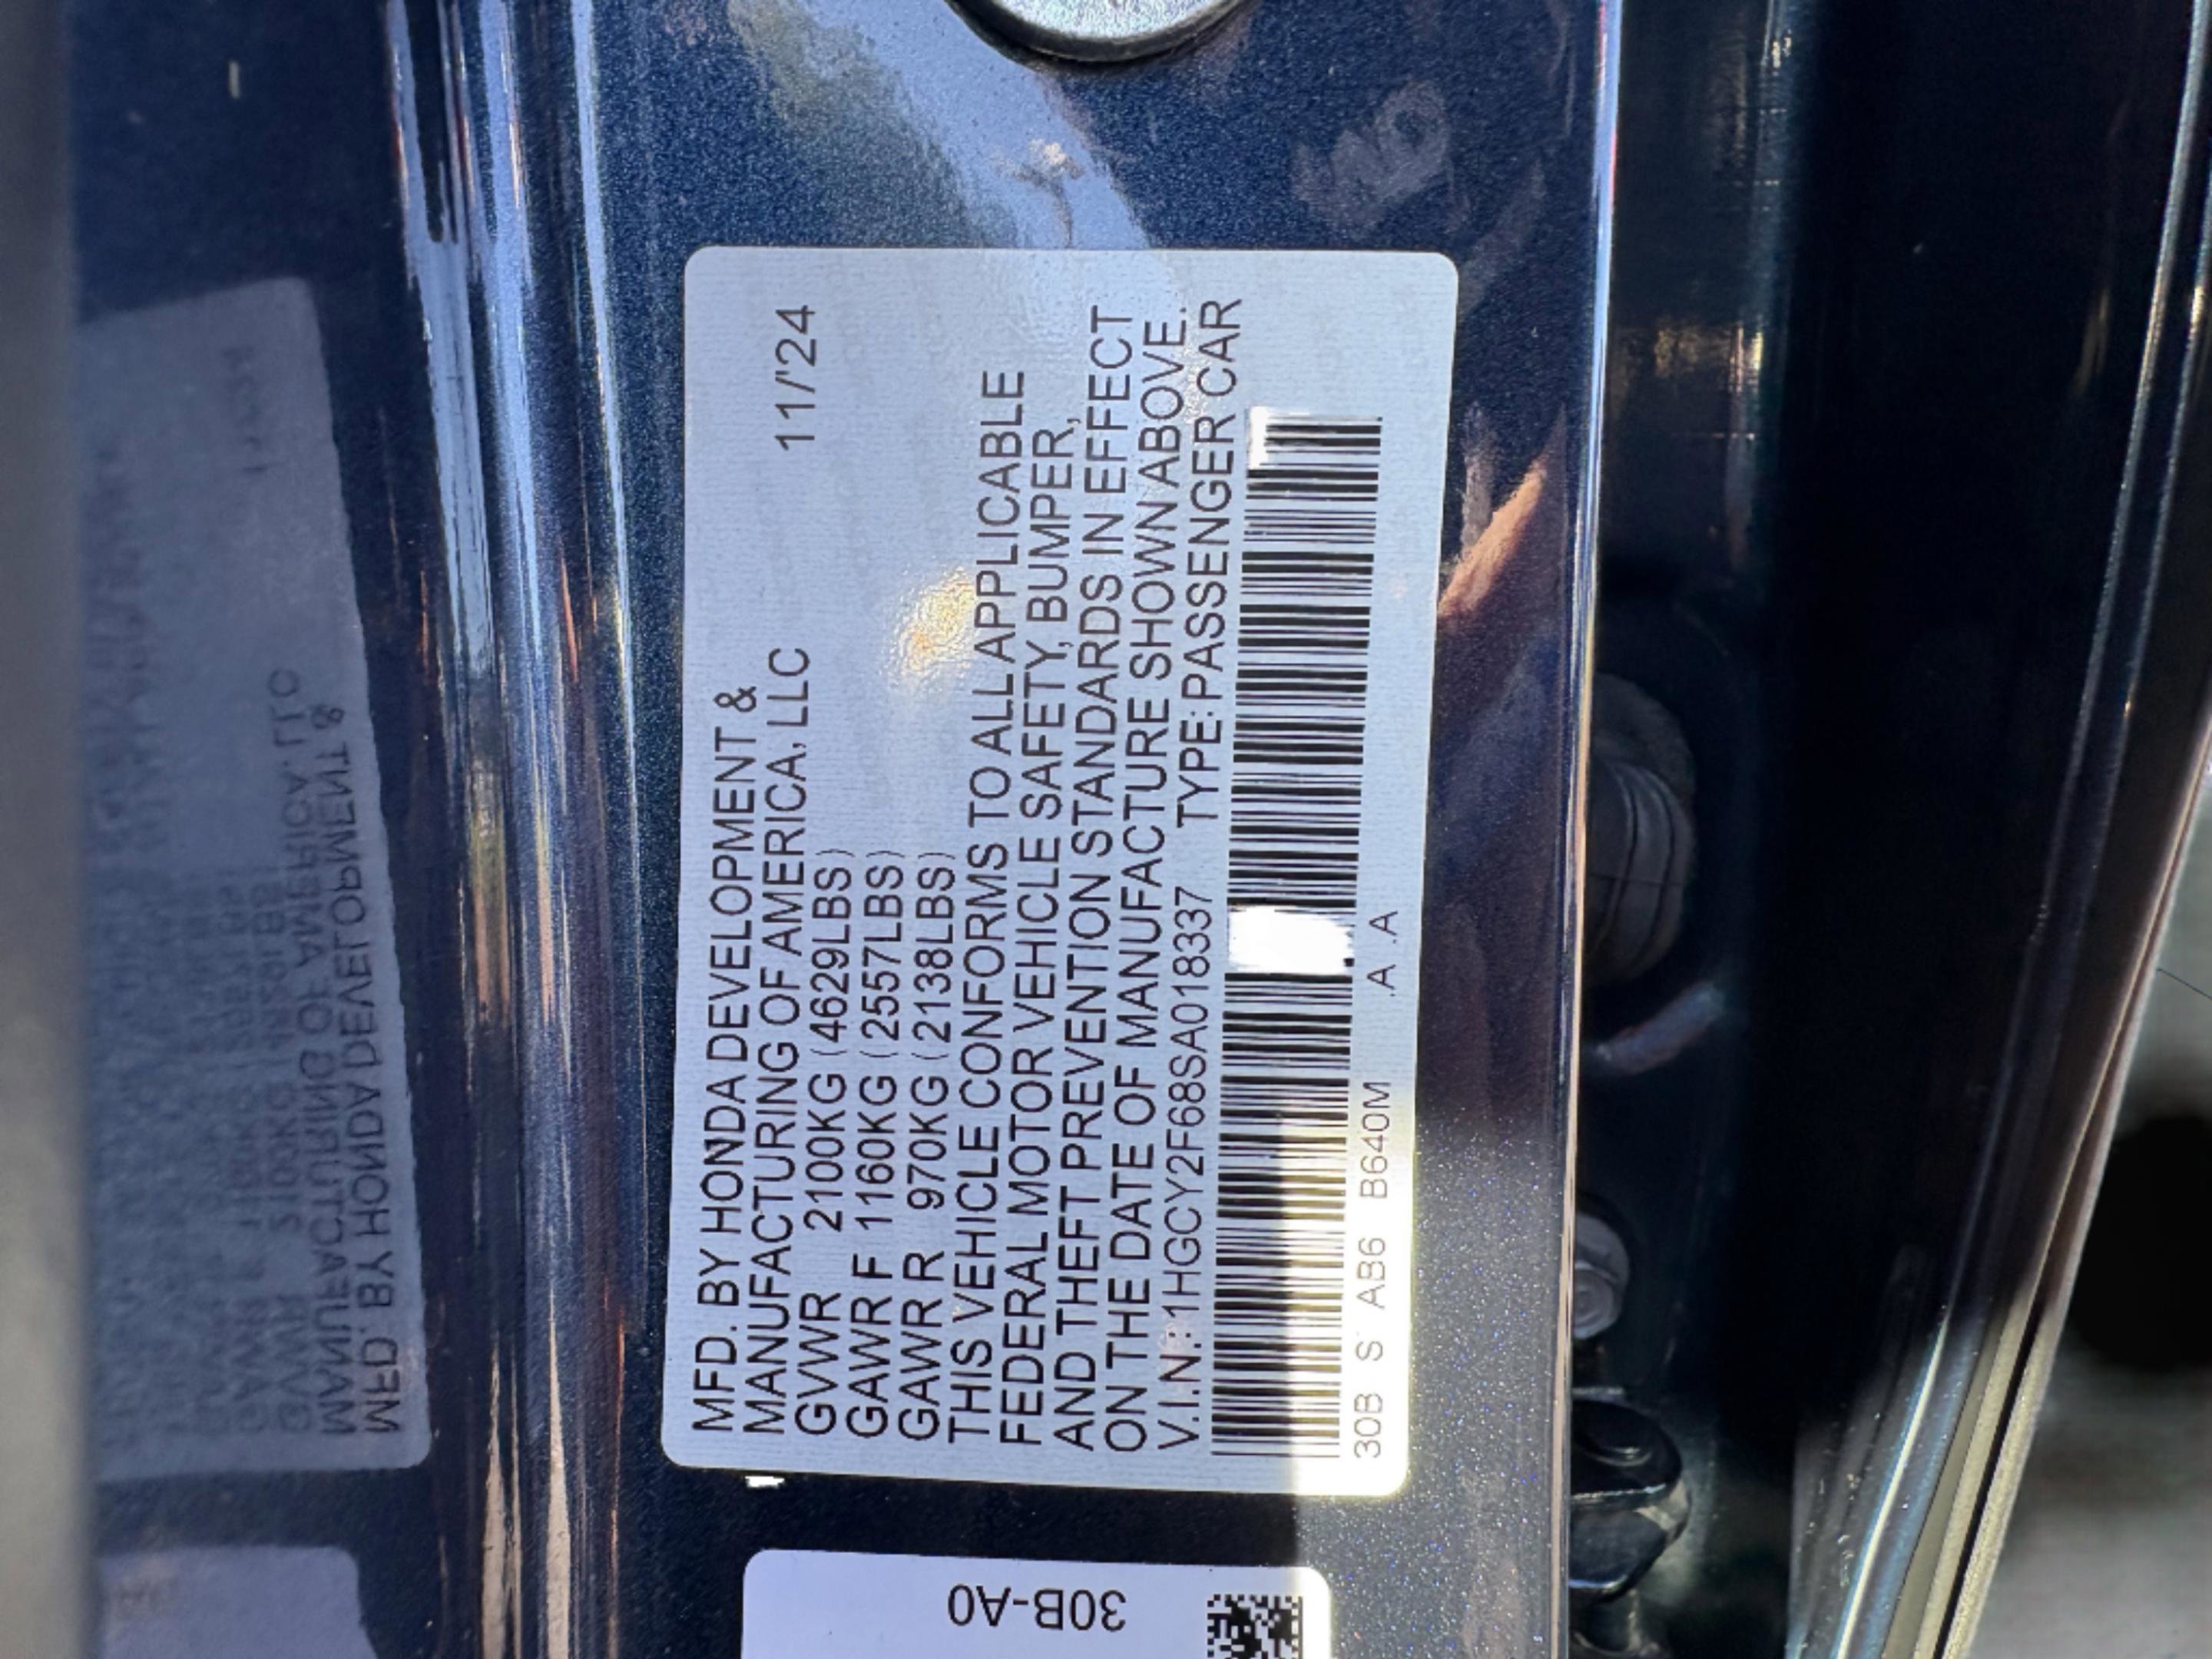 MFD. BY HONDA DEVELOPMENT &
MANUFACTURING OF AMERICA, LLC 11/'24
GVWR 2100KG (4629LBS)
GAWR F 1160KG (2557LBS)
GAWR R 970KG (2138LBS)
THIS VEHICLE CONFORMS TO ALL APPLICABLE
FEDERAL MOTOR VEHICLE SAFETY, BUMPER,
AND THEFT PREVENTION STANDARDS IN EFFECT
ON THE DATE OF MANUFACTURE SHOWN ABOVE.
V.I.N.: 1HGCY2F68SA018337 TYPE: PASSENGER CAR
30B S AB6 B640M .A .A
30B-A0